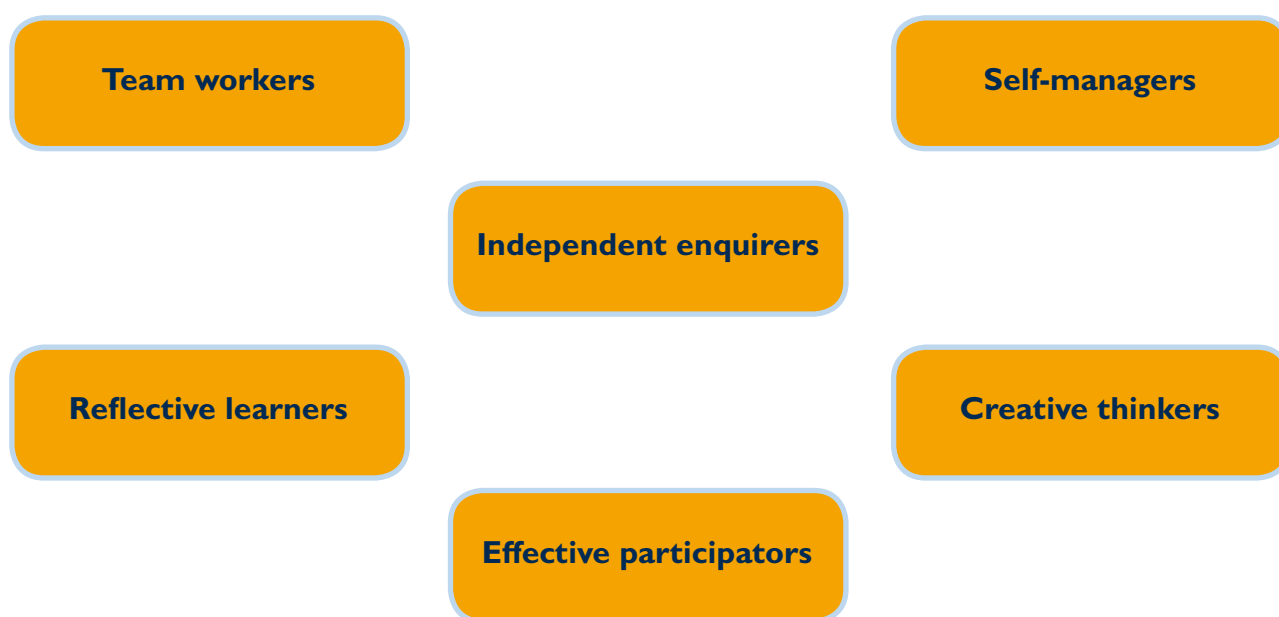 Team workers
Self-managers
Independent enquirers
Reflective learners
Creative thinkers
Effective participators